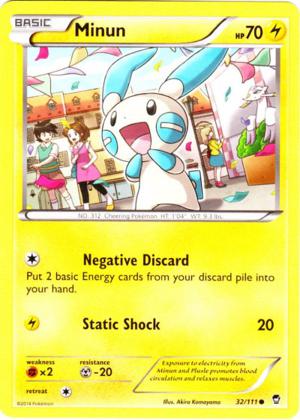 BASIC
Minun HP70
NO. 312 Cheering Pokémon HT. 1'04" WT. 9.3 lbs.
Negative Discard
Put 2 basic Energy cards from your discard pile into
your hand.
Static Shock 20
weakness resistance
×2 -20
retreat
Exposure to electricity from
Minun and Plusle promotes blood
circulation and relaxes muscles.
Illus. Akira Komayama 32/111
©2014 Pokémon